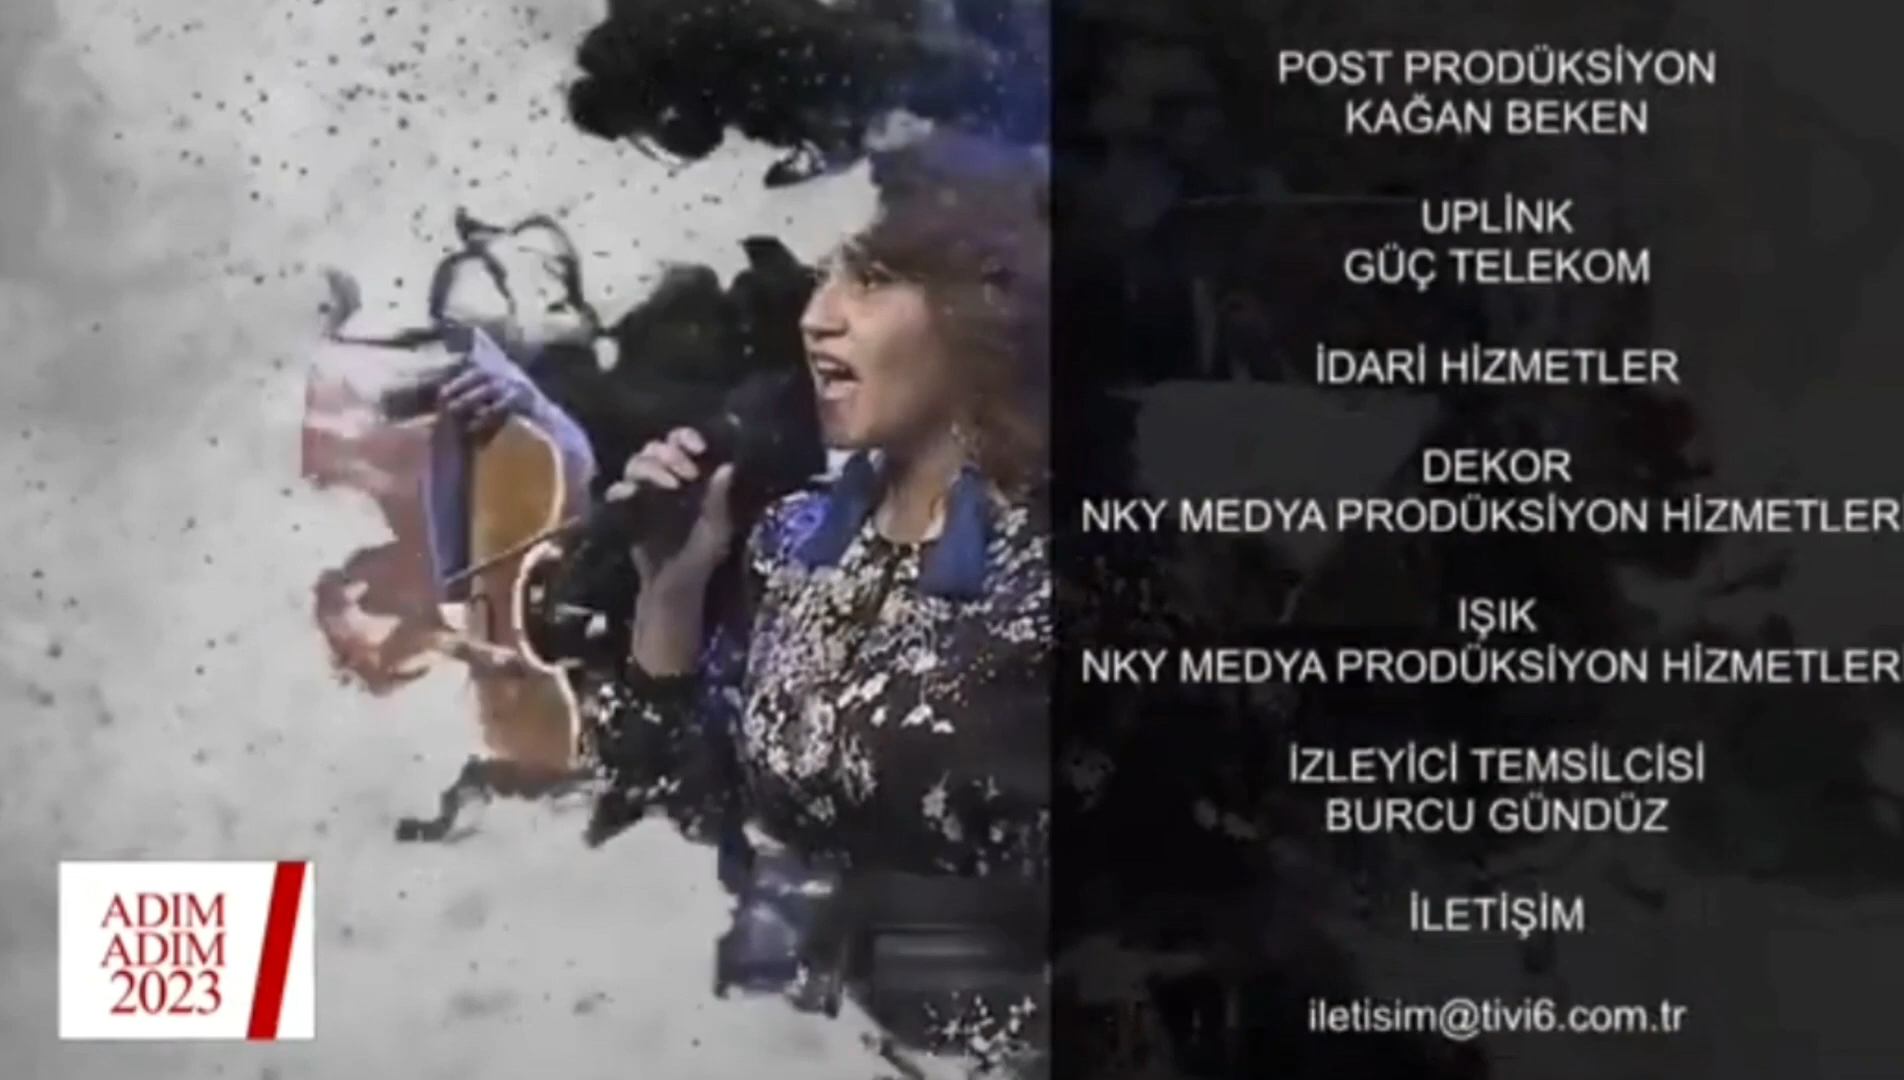 POST PRODÜKSİYON
KAĞAN BEKEN
UPLİNK
GÜÇ TELEKOM
İDARİ HİZMETLER
DEKOR
NKY MEDYA PRODÜKSİYON HİZMETLERİ
IŞIK
NKY MEDYA PRODÜKSİYON HİZMETLERİ
İZLEYİCİ TEMSİLCİSİ
BURCU GÜNDÜZ
İLETİŞİM
iletisim@tivi6.com.tr
ADIM
ADIM
2023